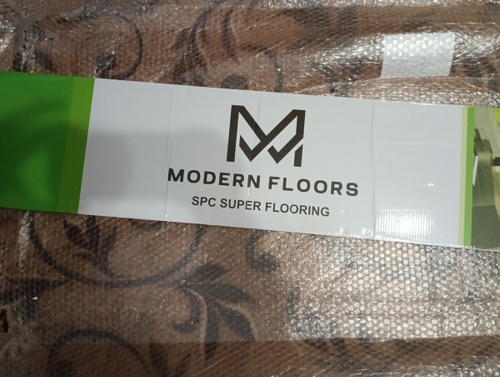 MODERN FLOORS
SPC SUPER FLOORING